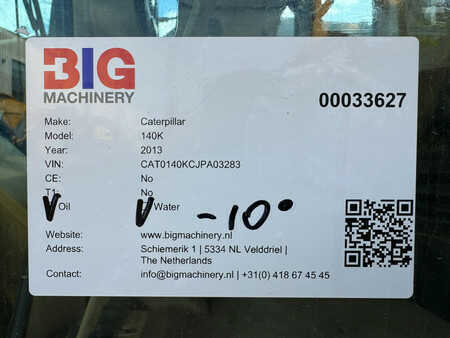 BIG
MACHINERY
00033627
Make: Caterpillar
Model: 140K
Year: 2013
VIN: CAT0140KCJPA03283
CE: No
T1: No
V Oil V Water -10°
Website: www.bigmachinery.nl
Address: Schiemerik 1 | 5334 NL Velddriel |
The Netherlands
Contact: info@bigmachinery.nl | +31(0) 418 67 45 45